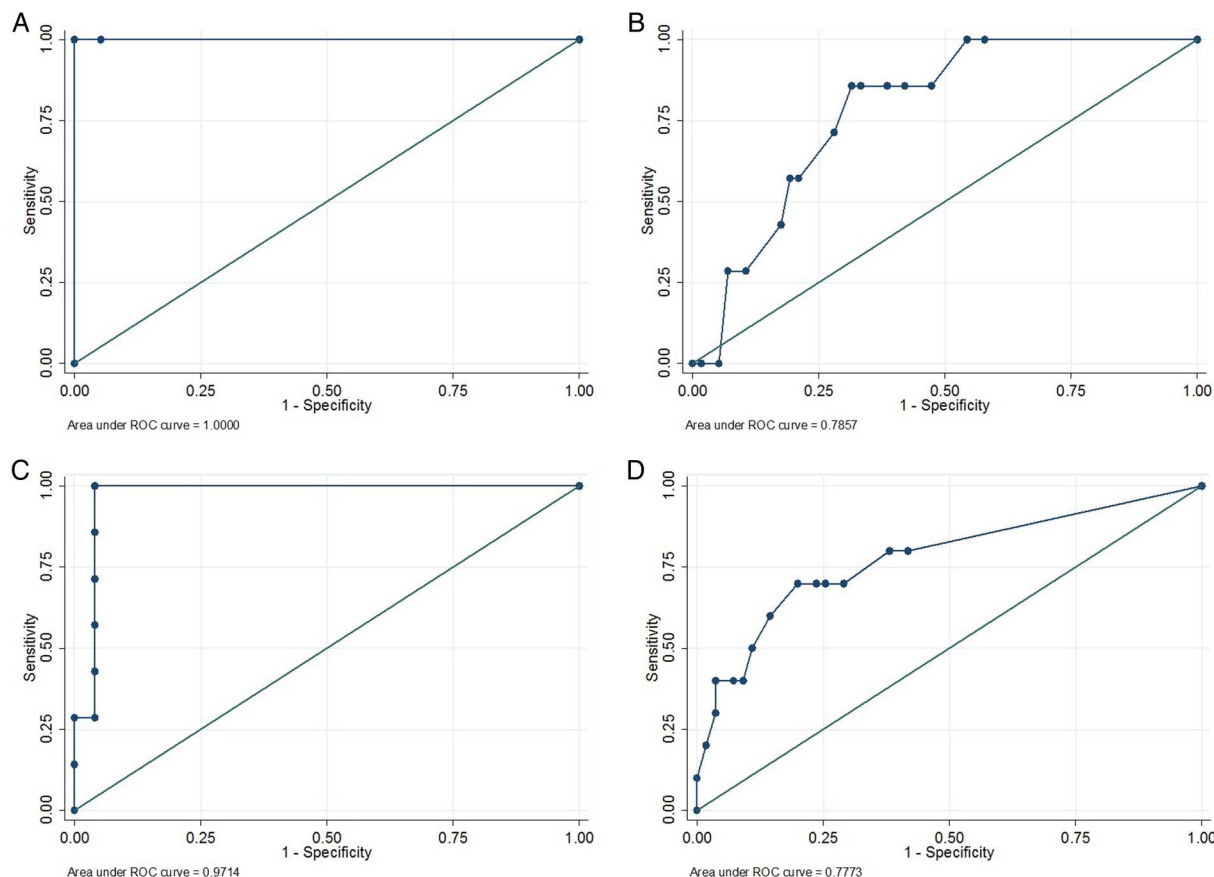 A
Sensitivity
1.00
0.75
0.50
0.25
0.00
0.00 0.25 0.50 0.75 1.00
1 - Specificity
Area under ROC curve = 1.0000
B
Sensitivity
1.00
0.75
0.50
0.25
0.00
0.00 0.25 0.50 0.75 1.00
1 - Specificity
Area under ROC curve = 0.7857
C
Sensitivity
1.00
0.75
0.50
0.25
0.00
0.00 0.25 0.50 0.75 1.00
1 - Specificity
Area under ROC curve = 0.9714
D
Sensitivity
1.00
0.75
0.50
0.25
0.00
0.00 0.25 0.50 0.75 1.00
1 - Specificity
Area under ROC curve = 0.7773